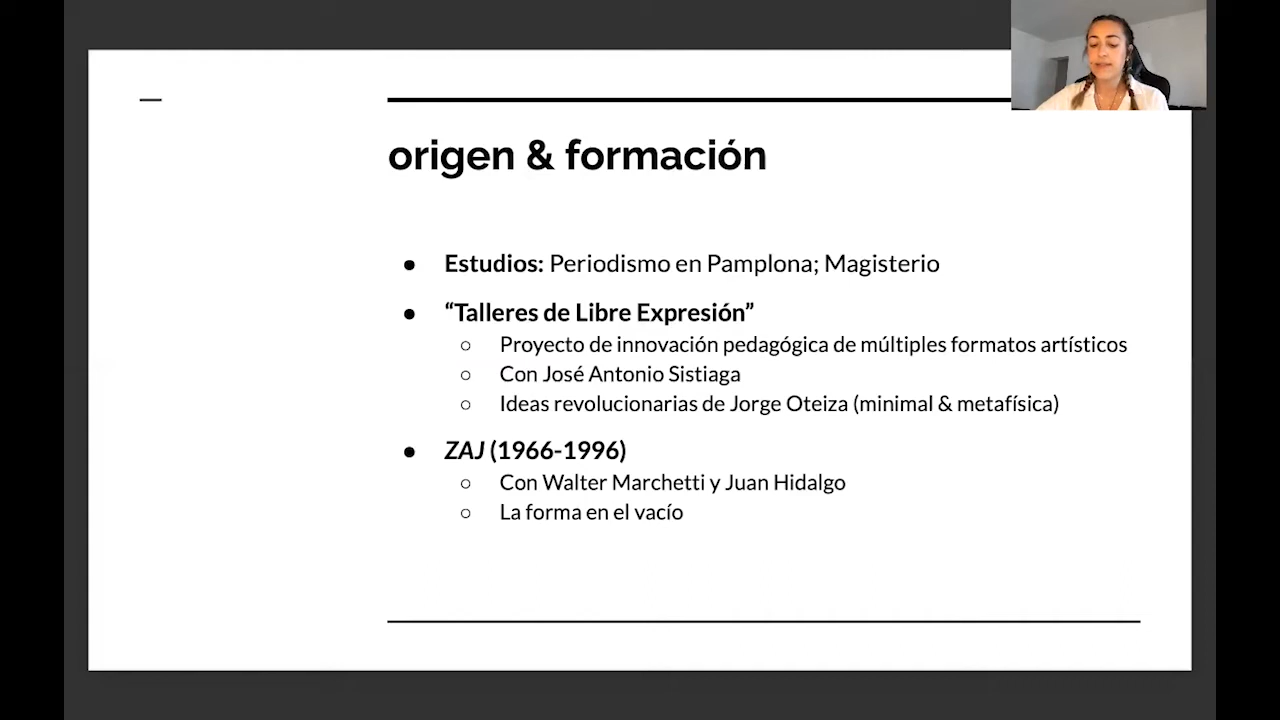 origen & formación
● Estudios: Periodismo en Pamplona; Magisterio
● “Talleres de Libre Expresión”
○ Proyecto de innovación pedagógica de múltiples formatos artísticos
○ Con José Antonio Sistiaga
○ Ideas revolucionarias de Jorge Oteiza (minimal & metafísica)
● ZAJ (1966-1996)
○ Con Walter Marchetti y Juan Hidalgo
○ La forma en el vacío